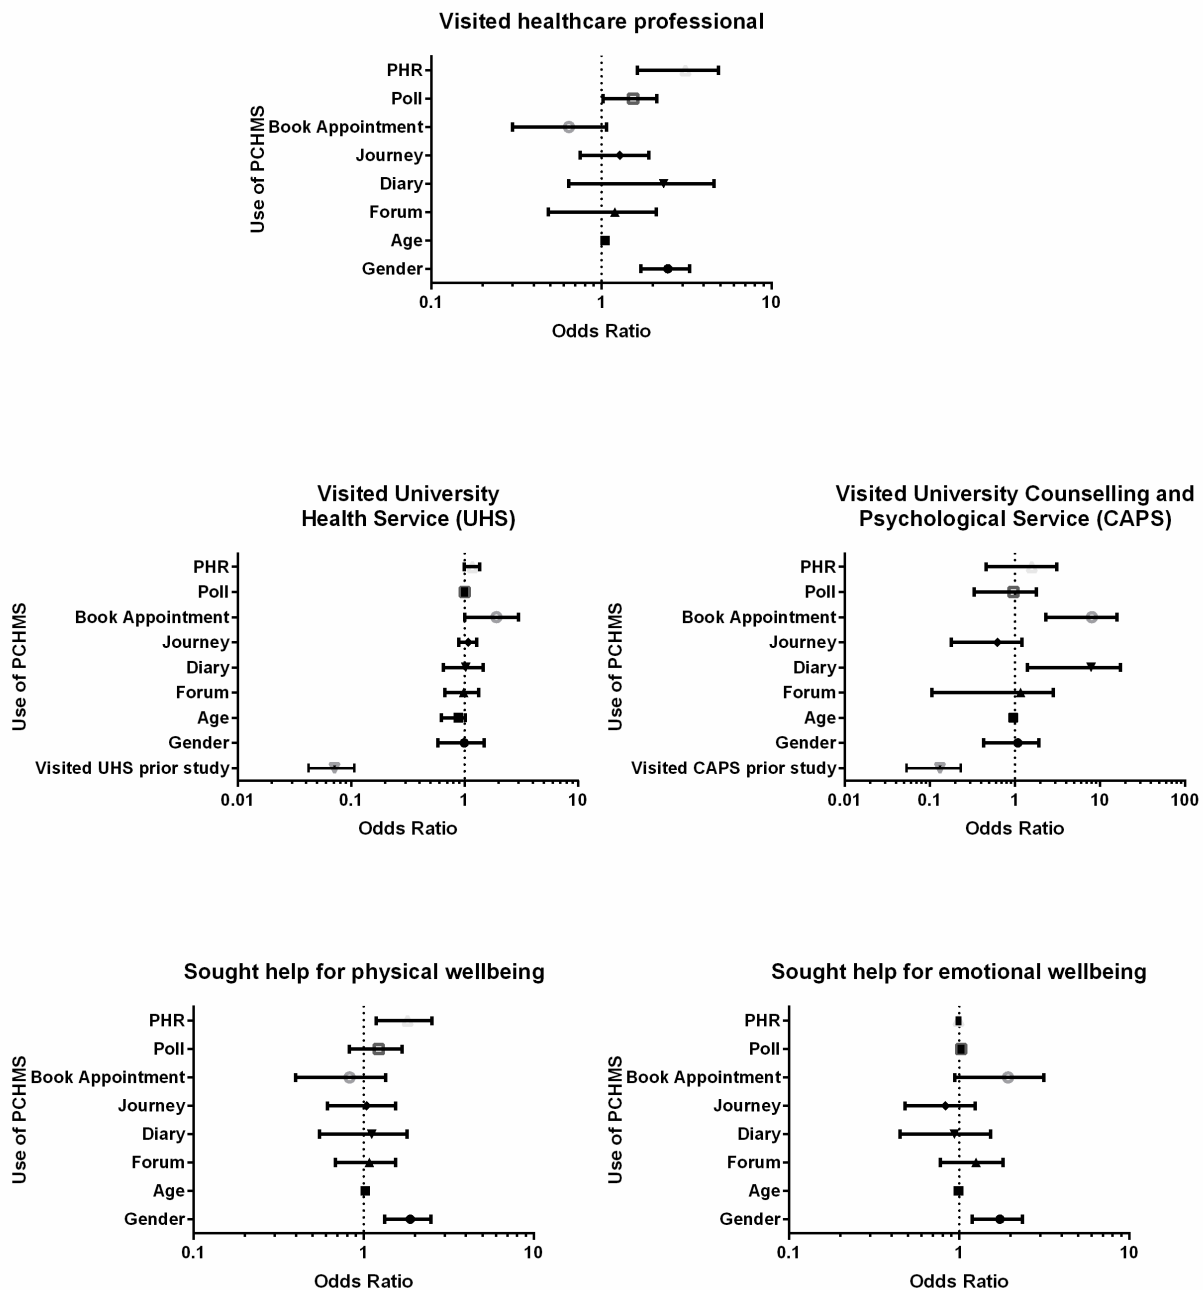 Visited healthcare professional
Use of PCHMS
PHR
Poll
Book Appointment
Journey
Diary
Forum
Age
Gender
0.1 1 10
Odds Ratio
Visited University
Health Service (UHS)
Use of PCHMS
PHR
Poll
Book Appointment
Journey
Diary
Forum
Age
Gender
Visited UHS prior study
0.01 0.1 1 10
Odds Ratio
Visited University Counselling and
Psychological Service (CAPS)
Use of PCHMS
PHR
Poll
Book Appointment
Journey
Diary
Forum
Age
Gender
Visited CAPS prior study
0.01 0.1 1 10 100
Odds Ratio
Sought help for physical wellbeing
Use of PCHMS
PHR
Poll
Book Appointment
Journey
Diary
Forum
Age
Gender
0.1 1 10
Odds Ratio
Sought help for emotional wellbeing
Use of PCHMS
PHR
Poll
Book Appointment
Journey
Diary
Forum
Age
Gender
0.1 1 10
Odds Ratio